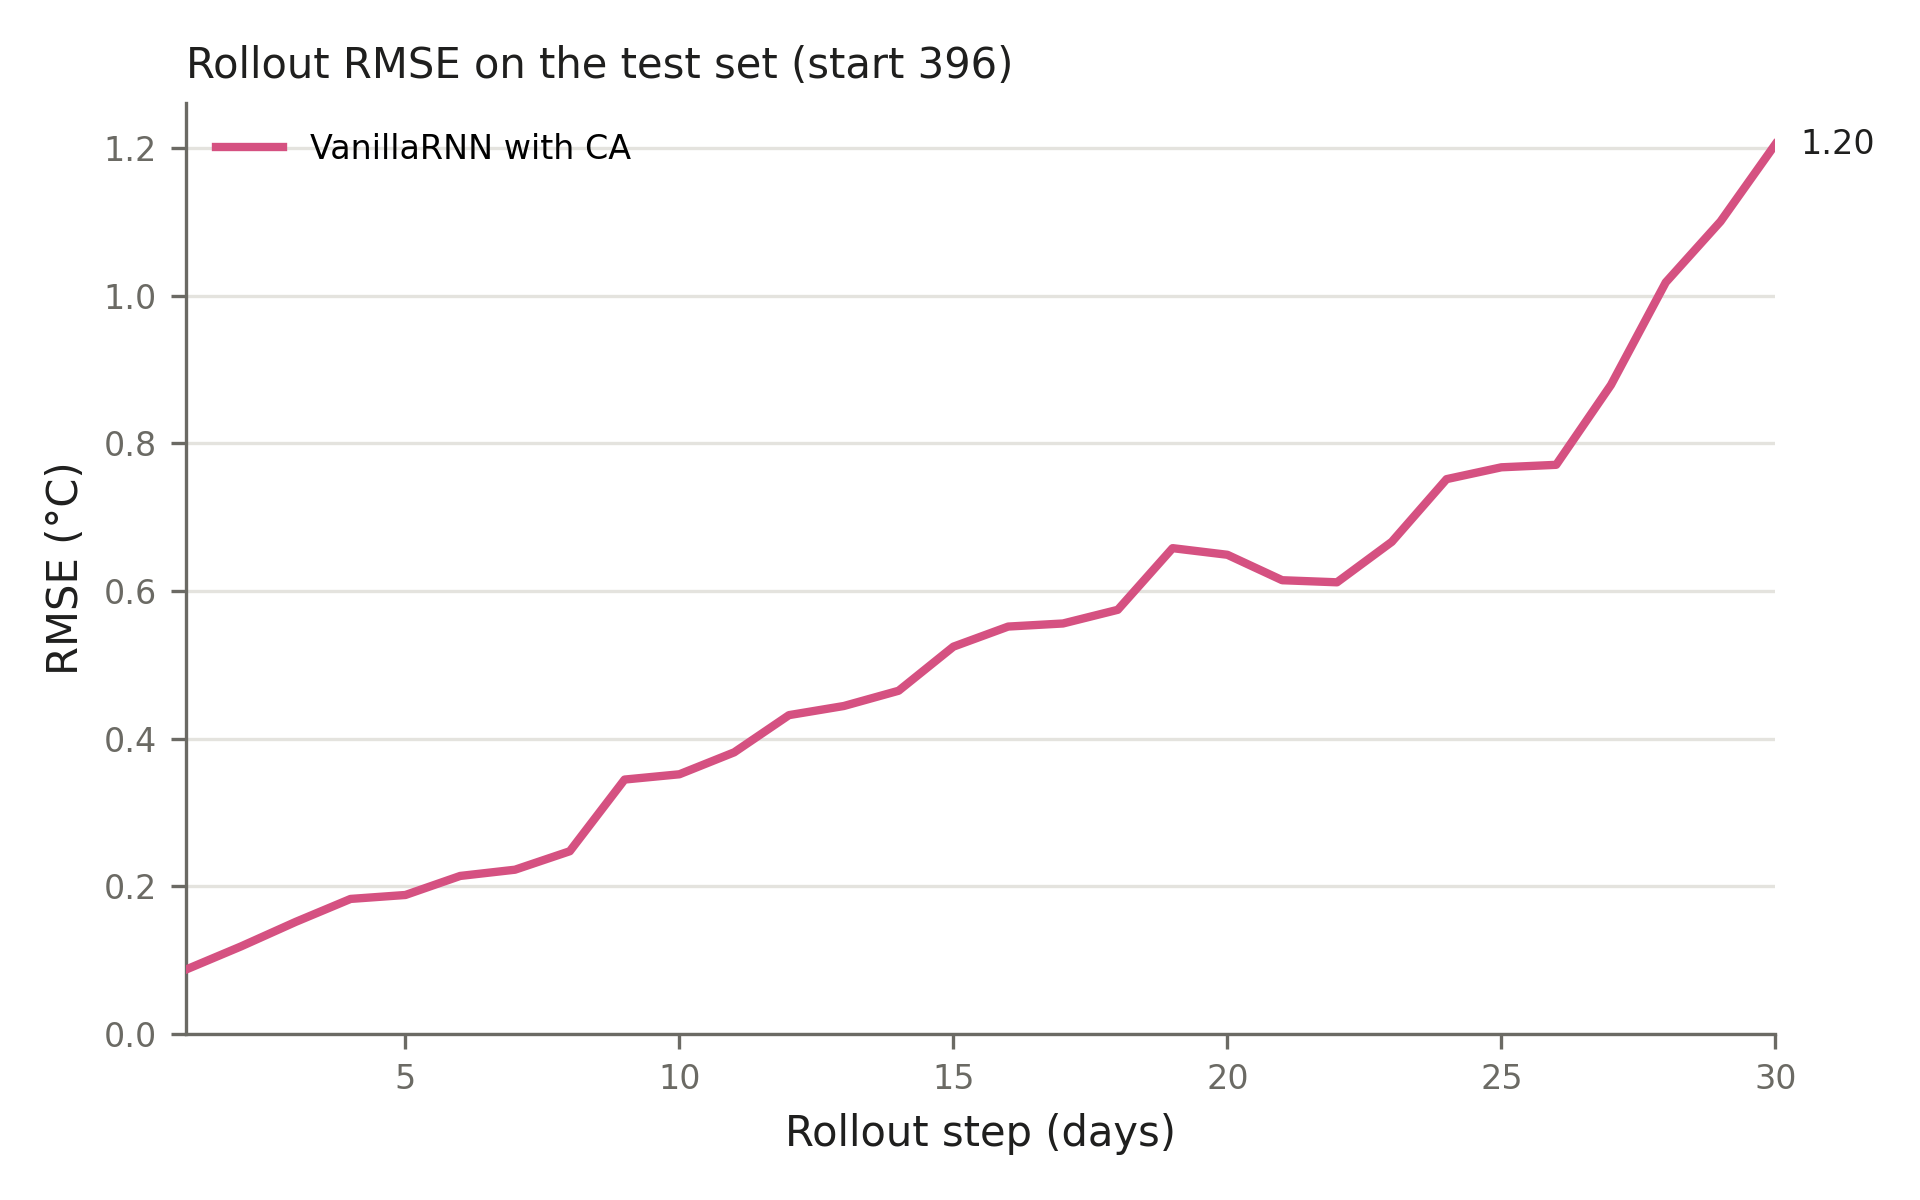 Rollout RMSE on the test set (start 396)
VanillaRNN with CA
1.20
1.2
1.0
0.8
0.6
0.4
0.2
0.0
RMSE (°C)
5 10 15 20 25 30
Rollout step (days)